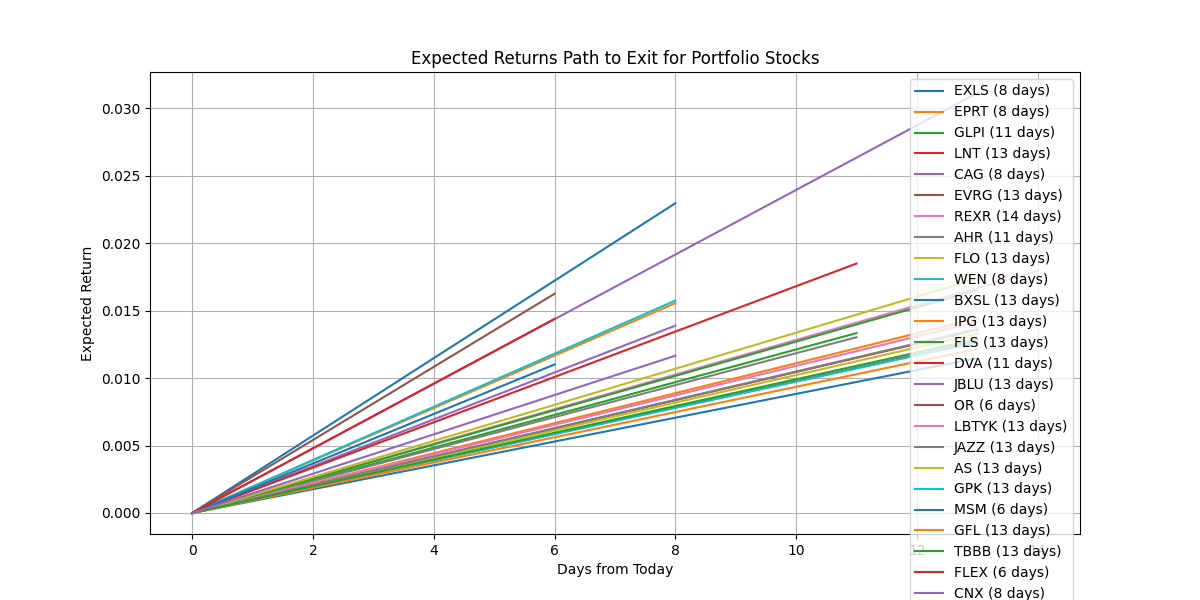 Expected Returns Path to Exit for Portfolio Stocks
Expected Return
0.030
0.025
0.020
0.015
0.010
0.005
0.000
0
2
4
6
8
10
12
Days from Today
EXLS (8 days)
EPRT (8 days)
GLPI (11 days)
LNT (13 days)
CAG (8 days)
EVRG (13 days)
REXR (14 days)
AHR (11 days)
FLO (13 days)
WEN (8 days)
BXSL (13 days)
IPG (13 days)
FLS (13 days)
DVA (11 days)
JBLU (13 days)
OR (6 days)
LBTYK (13 days)
JAZZ (13 days)
AS (13 days)
GPK (13 days)
MSM (6 days)
GFL (13 days)
TBBB (13 days)
FLEX (6 days)
CNX (8 days)